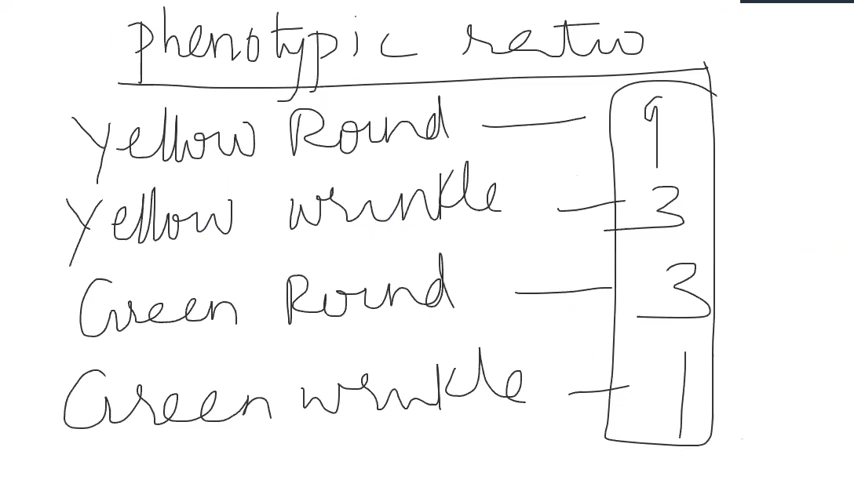 phenotypic ratio
Yellow Round — 9
Yellow wrinkle — 3
Green Round — 3
Green wrinkle — 1